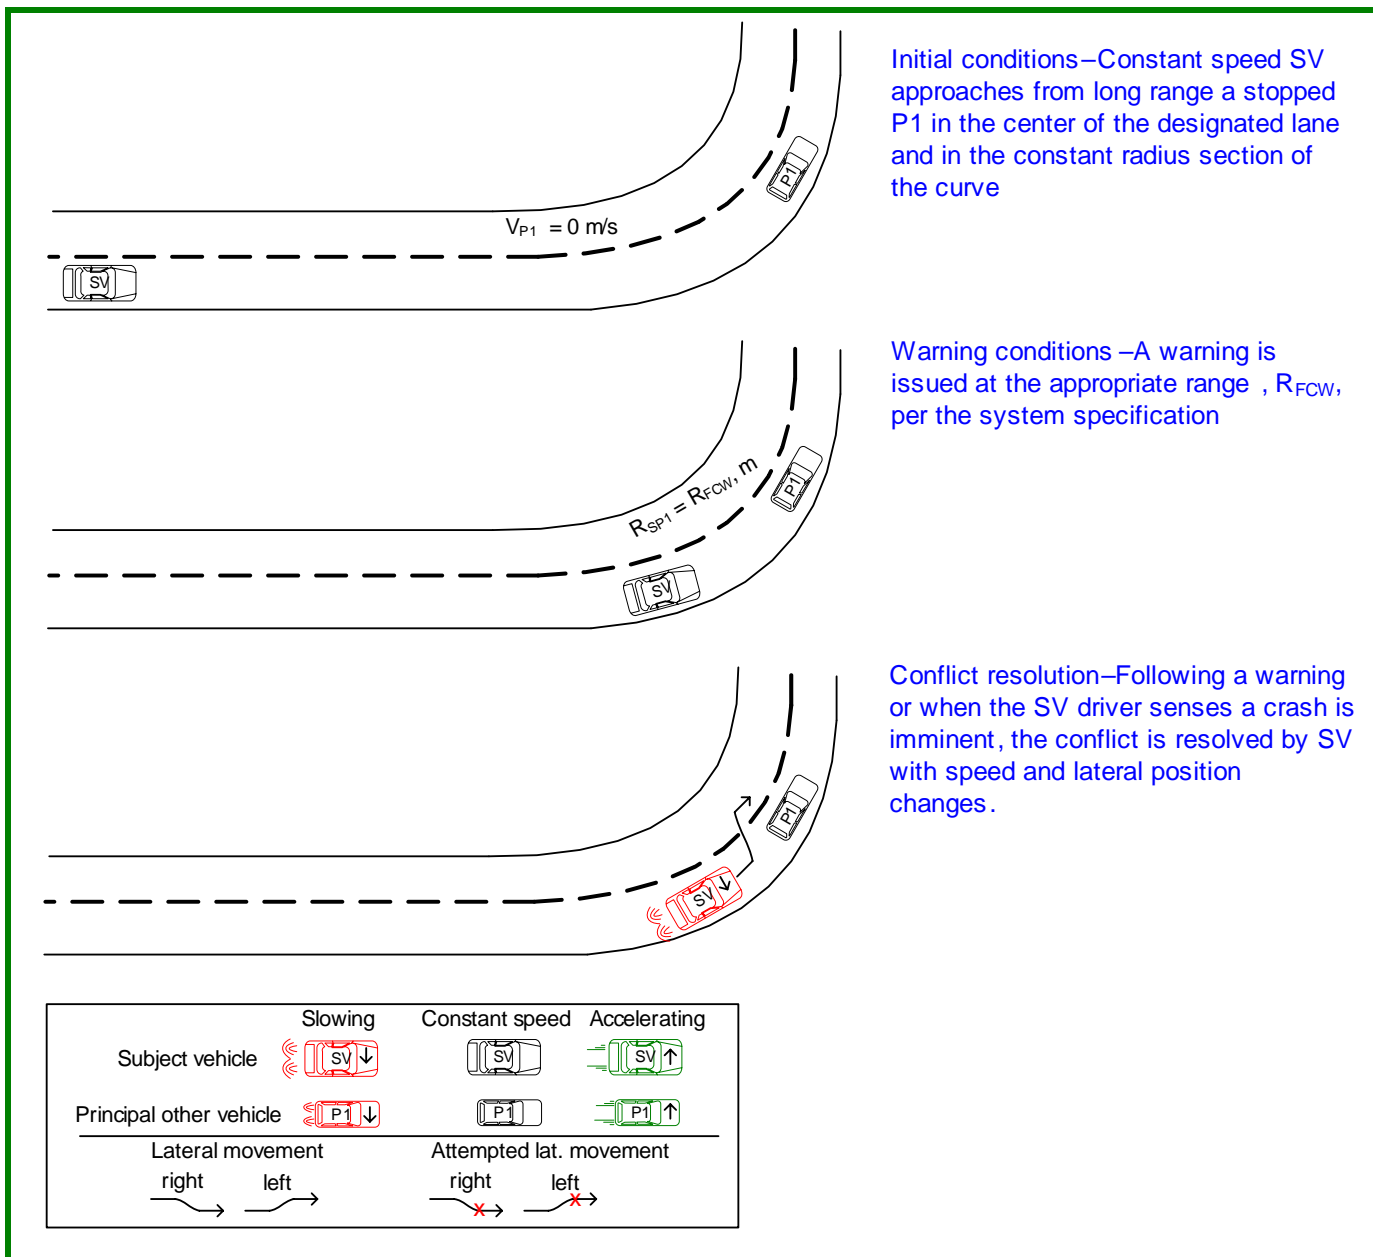 Initial conditions–Constant speed SV
approaches from long range a stopped
P1 in the center of the designated lane
and in the constant radius section of
the curve
P1
V_P1 = 0 m/s
SV
Warning conditions –A warning is
issued at the appropriate range , R_FCW,
per the system specification
P1
R_SP1 = R_FCW, m
SV
Conflict resolution–Following a warning
or when the SV driver senses a crash is
imminent, the conflict is resolved by SV
with speed and lateral position
changes.
P1
SV
Slowing Constant speed Accelerating
Subject vehicle SV SV SV
Principal other vehicle P1 P1 P1
Lateral movement Attempted lat. movement
right left right left